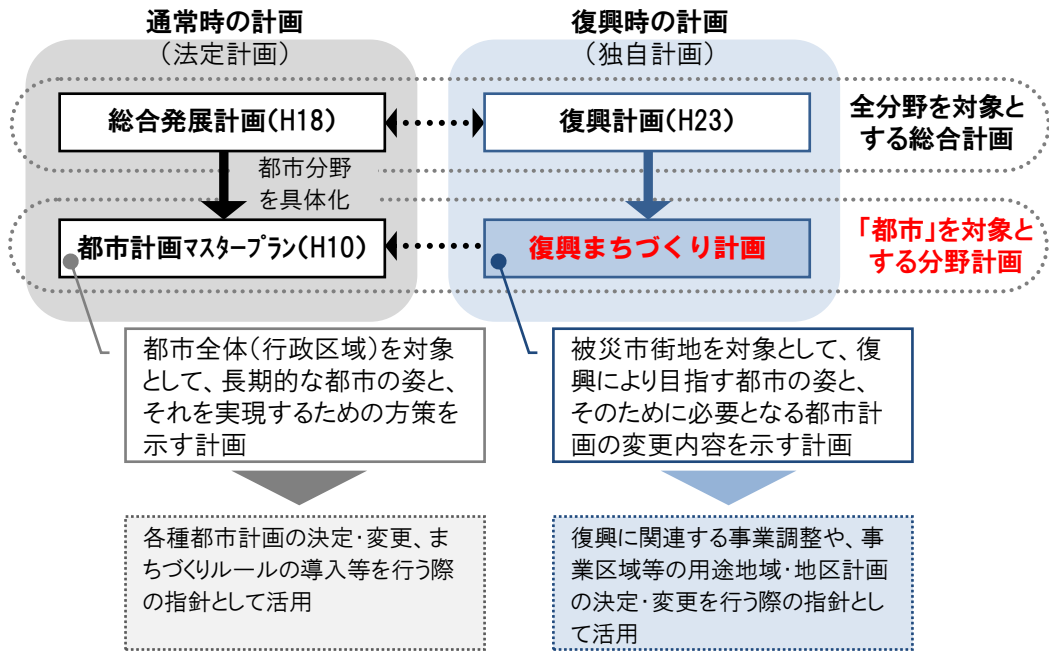 通常時の計画
(法定計画)
復興時の計画
(独自計画)
総合発展計画(H18)
復興計画(H23)
全分野を対象と
する総合計画
都市分野
を具体化
都市計画マスタープラン(H10)
復興まちづくり計画
「都市」を対象と
する分野計画
都市全体(行政区域)を対象
として、長期的な都市の姿と、
それを実現するための方策を
示す計画
被災市街地を対象として、復
興により目指す都市の姿と、
そのために必要となる都市計
画の変更内容を示す計画
各種都市計画の決定・変更、ま
ちづくりルールの導入等を行う際
の指針として活用
復興に関連する事業調整や、事
業区域等の用途地域・地区計画
の決定・変更を行う際の指針とし
て活用